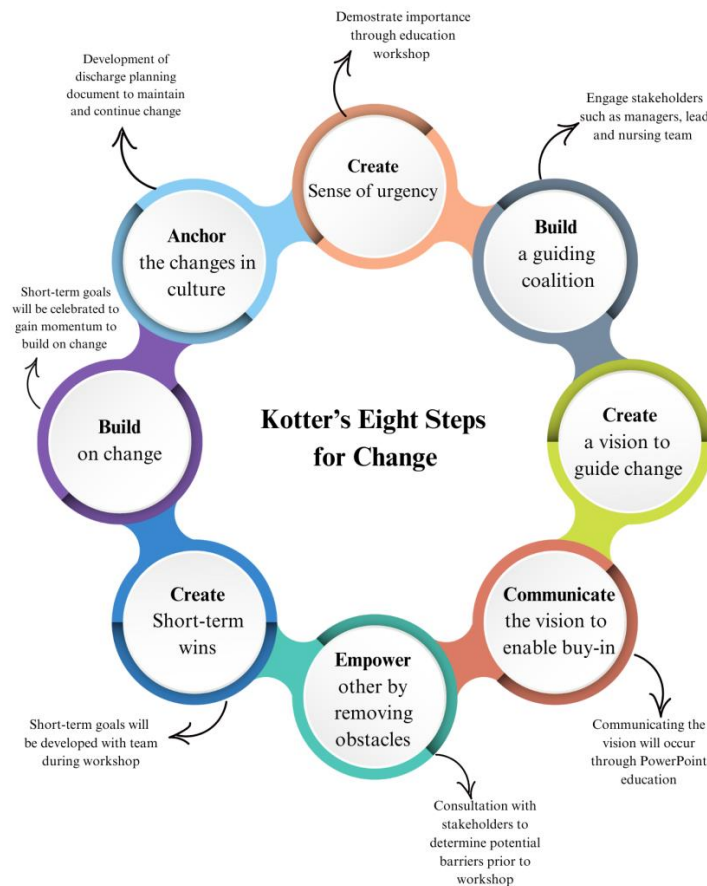 Demostrate importance
through education
workshop
Create
Sense of urgency
Engage stakeholders
such as managers, lead
and nursing team
Build
a guiding
coalition
Create
a vision to
guide change
Communicate
the vision to
enable buy-in
Communicating the
vision will occur
through PowerPoint
education
Empower
other by
removing
obstacles
Consultation with
stakeholders to
determine potential
barriers prior to
workshop
Create
Short-term
wins
Short-term goals will
be developed with team
during workshop
Build
on change
Short-term goals
will be celebrated to
gain momentum to
build on change
Anchor
the changes in
culture
Development of
discharge planning
document to maintain
and continue change
Kotter’s Eight Steps
for Change